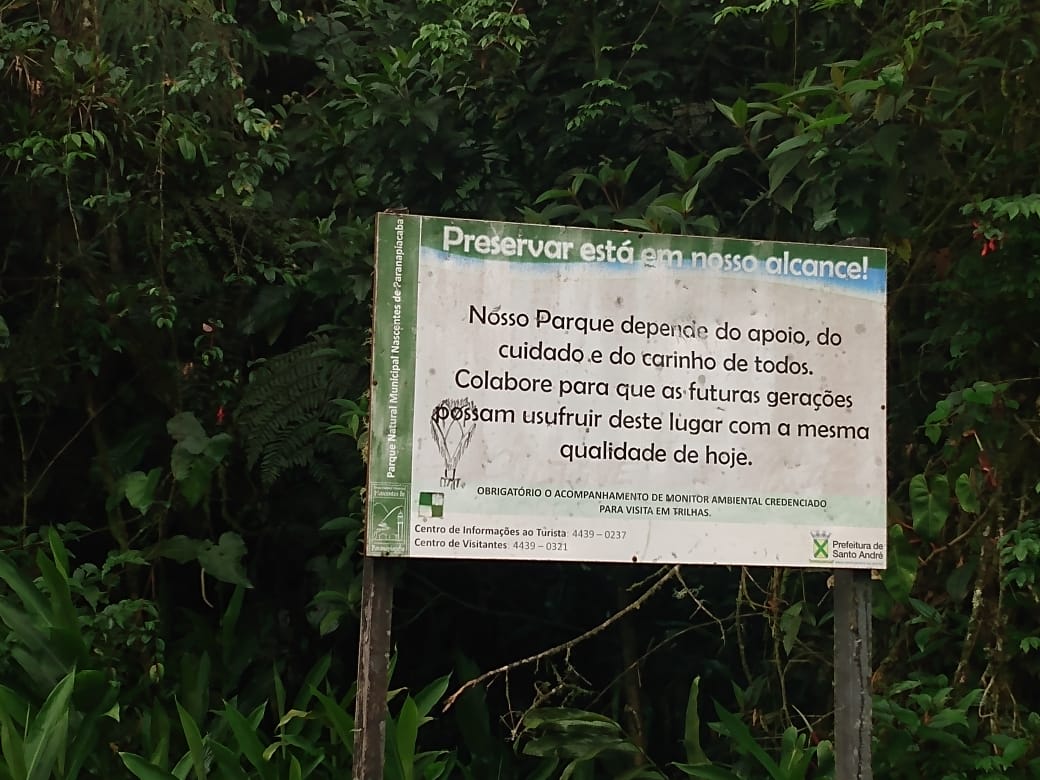 Preservar está em nosso alcance!
Parque Natural Municipal Nascentes de Paranapiacaba
Nosso Parque depende do apoio, do
cuidado e do carinho de todos.
Colabore para que as futuras gerações
possam usufruir deste lugar com a mesma
qualidade de hoje.
OBRIGATÓRIO O ACOMPANHAMENTO DE MONITOR AMBIENTAL CREDENCIADO
PARA VISITA EM TRILHAS.
Nascentes de
Paranapiacaba
Centro de Informações ao Turista: 4439 – 0237
Centro de Visitantes: 4439 – 0321
Prefeitura de
Santo André